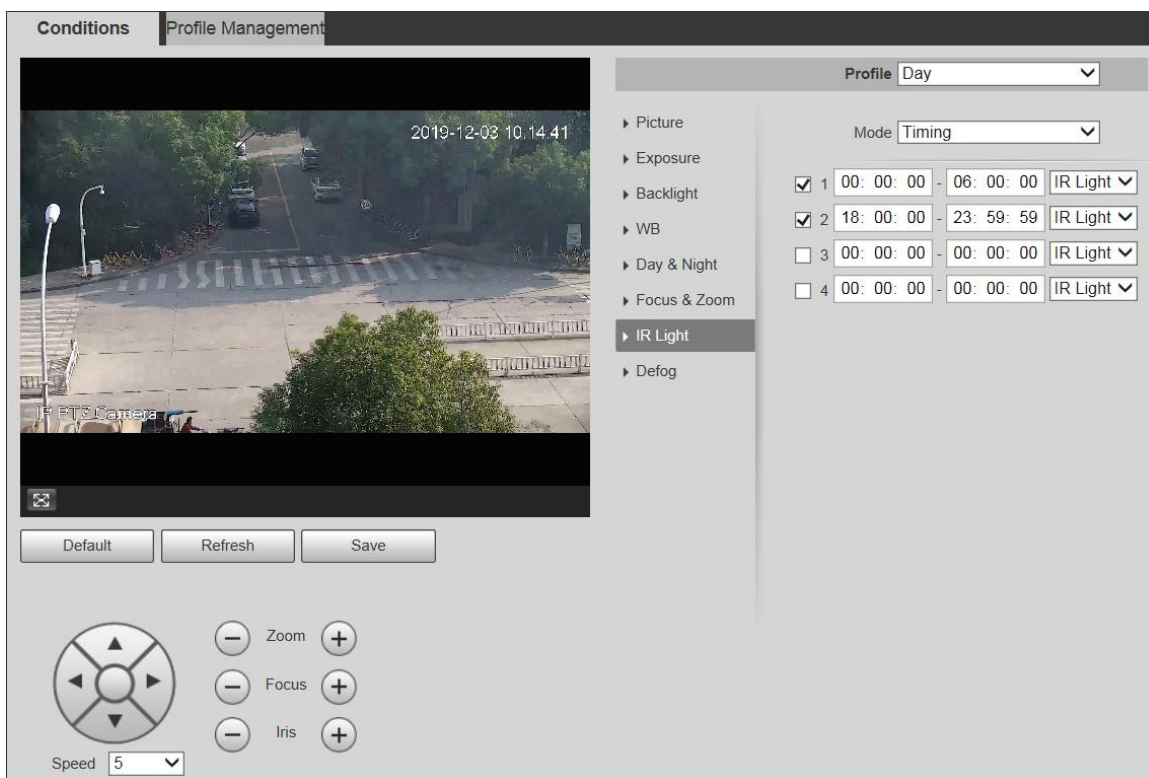 Conditions Profile Management
2019-12-03 10:14:41
IP PTZ Camera
Default Refresh Save
Zoom
Focus
Iris
Speed 5
Profile Day
Picture
Exposure
Backlight
WB
Day & Night
Focus & Zoom
IR Light
Defog
Mode Timing
1 00: 00: 00 - 06: 00: 00 IR Light
2 18: 00: 00 - 23: 59: 59 IR Light
3 00: 00: 00 - 00: 00: 00 IR Light
4 00: 00: 00 - 00: 00: 00 IR Light